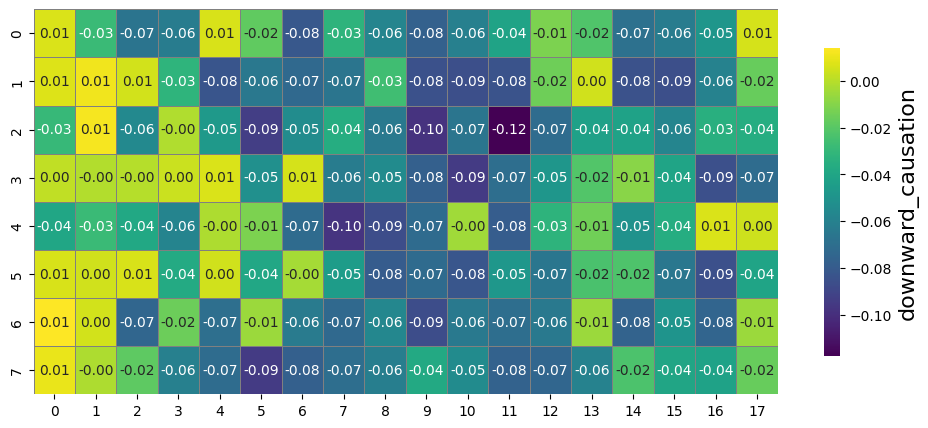 0 0.01 -0.03 -0.07 -0.06 0.01 -0.02 -0.08 -0.03 -0.06 -0.08 -0.06 -0.04 -0.01 -0.02 -0.07 -0.06 -0.05 0.01
1 0.01 0.01 0.01 -0.03 -0.08 -0.06 -0.07 -0.07 -0.03 -0.08 -0.09 -0.08 -0.02 0.00 -0.08 -0.09 -0.06 -0.02
2 -0.03 0.01 -0.06 -0.00 -0.05 -0.09 -0.05 -0.04 -0.06 -0.10 -0.07 -0.12 -0.07 -0.04 -0.04 -0.06 -0.03 -0.04
3 0.00 -0.00 -0.00 0.00 0.01 -0.05 0.01 -0.06 -0.05 -0.08 -0.09 -0.07 -0.05 -0.02 -0.01 -0.04 -0.09 -0.07
4 -0.04 -0.03 -0.04 -0.06 -0.00 -0.01 -0.07 -0.10 -0.09 -0.07 -0.00 -0.08 -0.03 -0.01 -0.05 -0.04 0.01 0.00
5 0.01 0.00 0.01 -0.04 0.00 -0.04 -0.00 -0.05 -0.08 -0.07 -0.08 -0.05 -0.07 -0.02 -0.02 -0.07 -0.09 -0.04
6 0.01 0.00 -0.07 -0.02 -0.07 -0.01 -0.06 -0.07 -0.06 -0.09 -0.06 -0.07 -0.06 -0.01 -0.08 -0.05 -0.08 -0.01
7 0.01 -0.00 -0.02 -0.06 -0.07 -0.09 -0.08 -0.07 -0.06 -0.04 -0.05 -0.08 -0.07 -0.06 -0.02 -0.04 -0.04 -0.02
0 1 2 3 4 5 6 7 8 9 10 11 12 13 14 15 16 17
0.00
−0.02
−0.04
−0.06
−0.08
−0.10
downward_causation